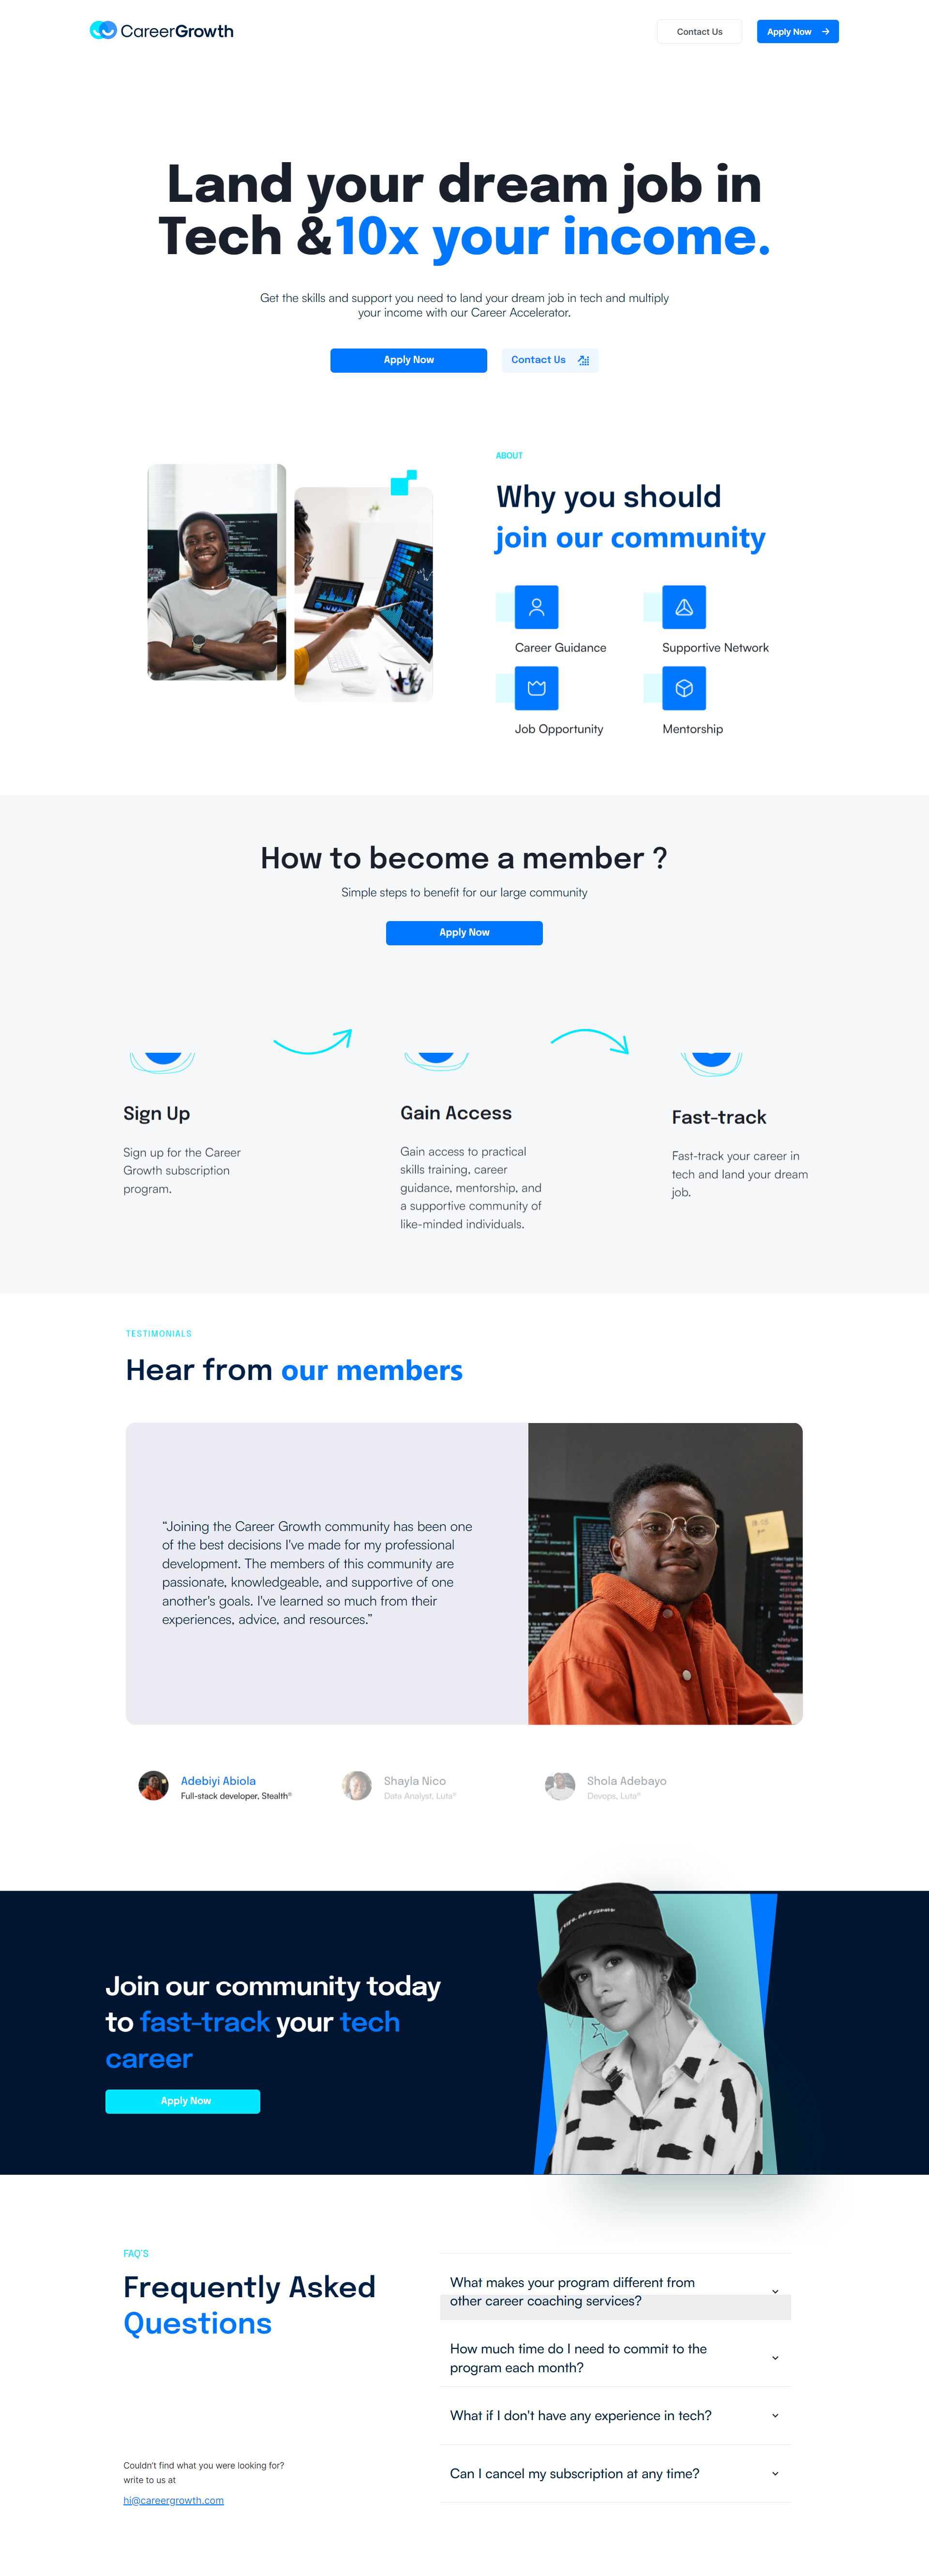 CareerGrowth
Contact Us
Apply Now
Land your dream job in
Tech &10x your income.
Get the skills and support you need to land your dream job in tech and multiply
your income with our Career Accelerator.
Apply Now
Contact Us
ABOUT
Why you should
join our community
Career Guidance
Supportive Network
Job Opportunity
Mentorship
How to become a member ?
Simple steps to benefit for our large community
Apply Now
Sign Up
Sign up for the Career
Growth subscription
program.
Gain Access
Gain access to practical
skills training, career
guidance, mentorship, and
a supportive community of
like-minded individuals.
Fast-track
Fast-track your career in
tech and land your dream
job.
TESTIMONIALS
Hear from our members
“Joining the Career Growth community has been one
of the best decisions I've made for my professional
development. The members of this community are
passionate, knowledgeable, and supportive of one
another's goals. I've learned so much from their
experiences, advice, and resources.”
Adebiyi Abiola
Full-stack developer, Stealth®
Shayla Nico
Data Analyst, Luta®
Shola Adebayo
Devops, Luta®
Join our community today
to fast-track your tech
career
Apply Now
FAQ'S
Frequently Asked
Questions
What makes your program different from
other career coaching services?
How much time do I need to commit to the
program each month?
What if I don't have any experience in tech?
Can I cancel my subscription at any time?
Couldn't find what you were looking for?
write to us at
hi@careergrowth.com